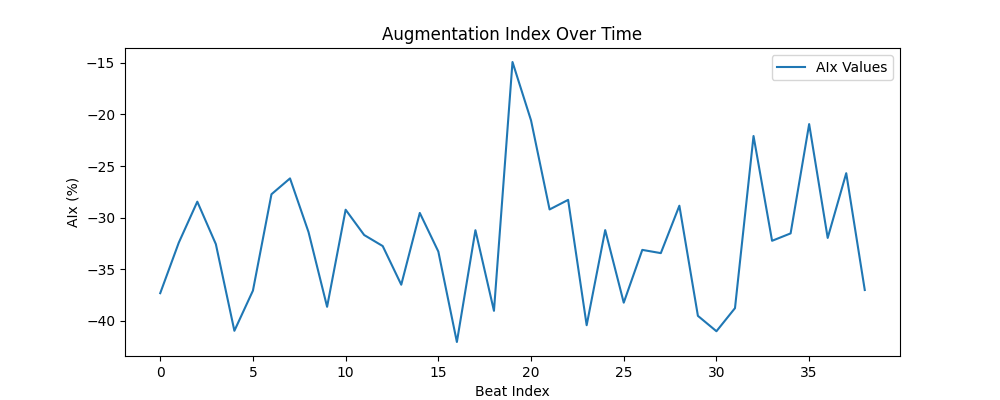 Augmentation Index Over Time
AIx Values
−15
−20
−25
−30
−35
−40
AIx (%)
0 5 10 15 20 25 30 35
Beat Index